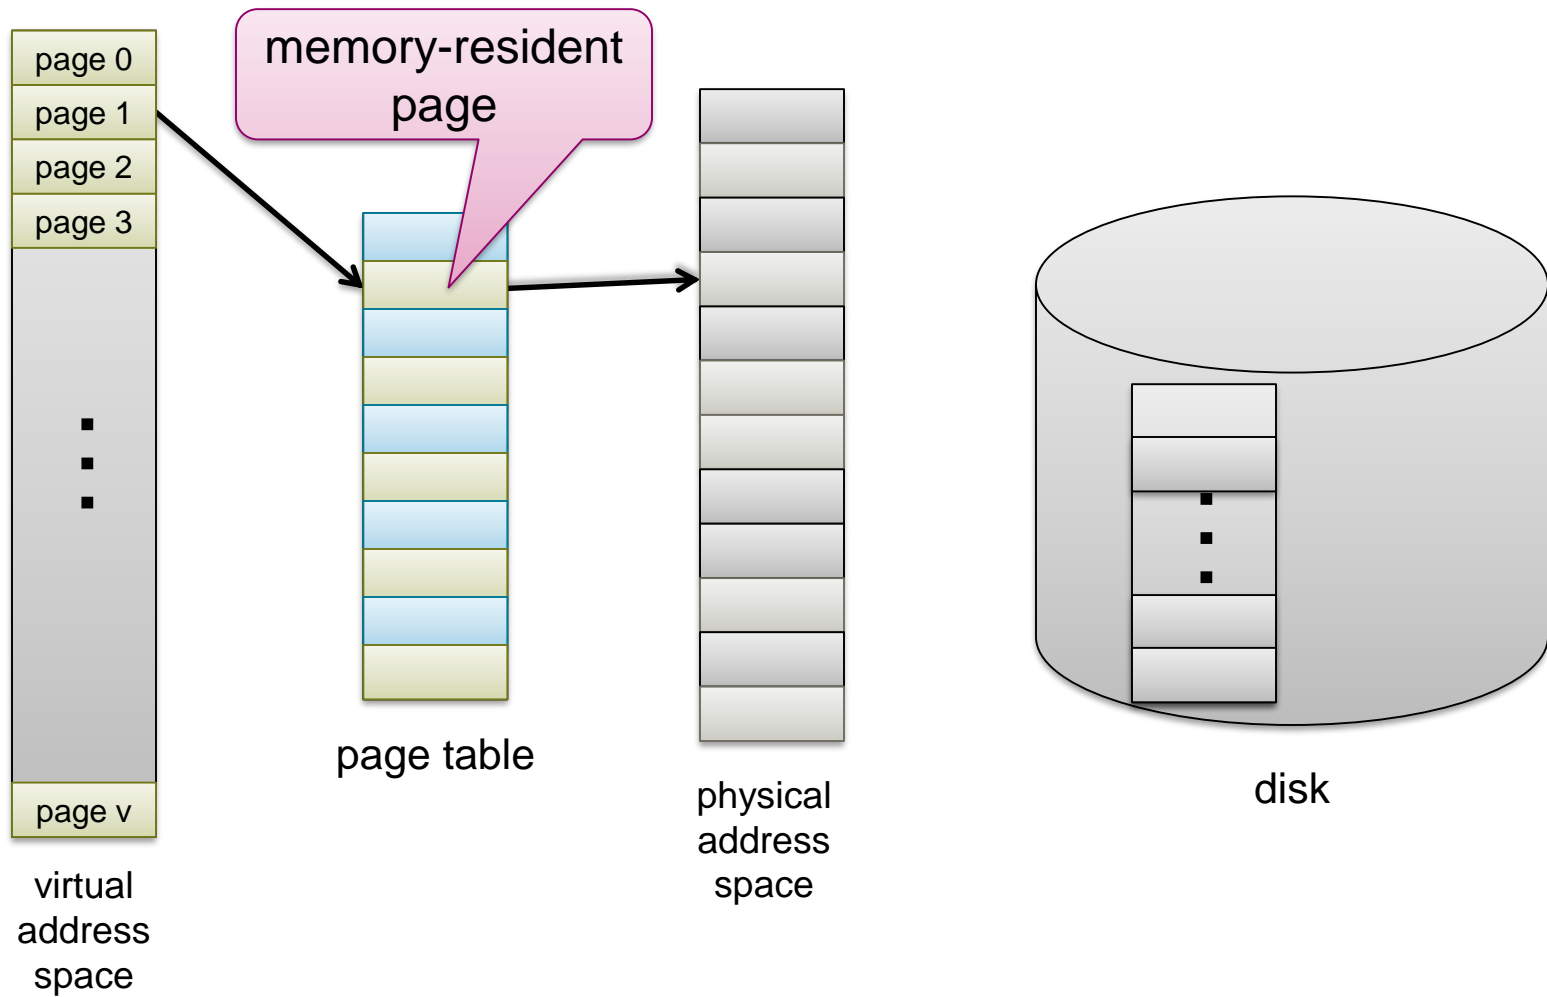 page 0
page 1
page 2
page 3
page v
virtual
address
space
memory-resident
page
page table
physical
address
space
disk